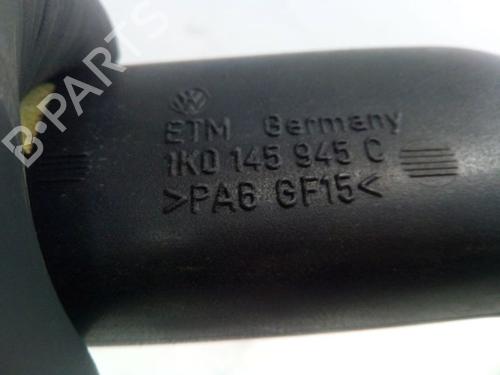 ETM Germany
1K0 145 945 C
>PA6 GF15<
B-PARTS